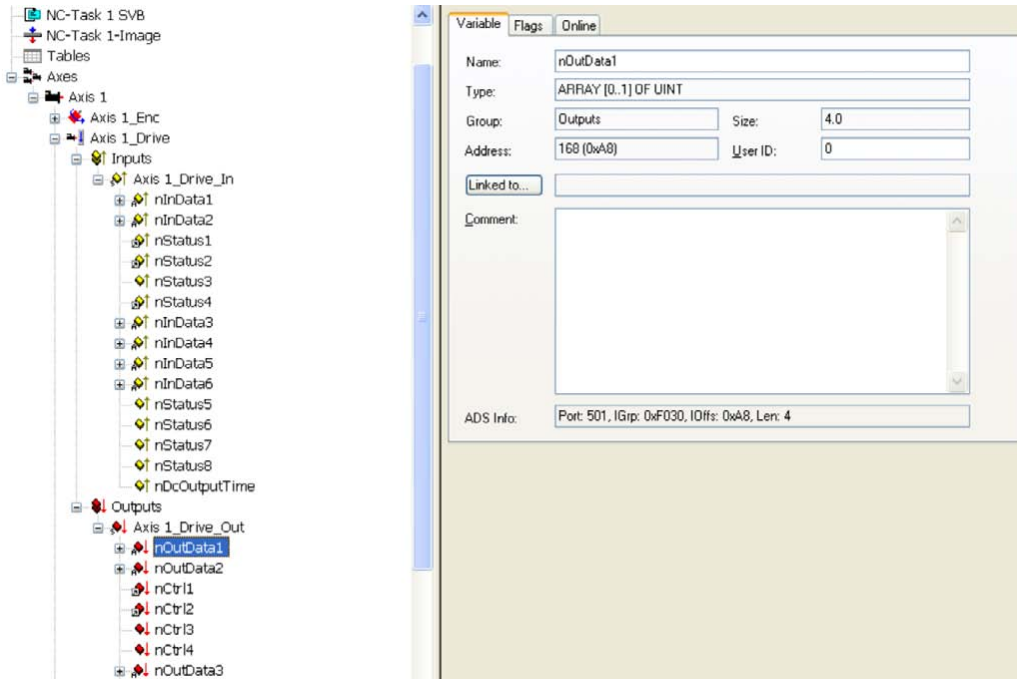 NC-Task 1 SVB
NC-Task 1-Image
Tables
Axes
Axis 1
Axis 1_Enc
Axis 1_Drive
Inputs
Axis 1_Drive_In
nInData1
nInData2
nStatus1
nStatus2
nStatus3
nStatus4
nInData3
nInData4
nInData5
nInData6
nStatus5
nStatus6
nStatus7
nStatus8
nDcOutputTime
Outputs
Axis 1_Drive_Out
nOutData1
nOutData2
nCtrl1
nCtrl2
nCtrl3
nCtrl4
nOutData3
Variable Flags Online
Name: nOutData1
Type: ARRAY [0..1] OF UINT
Group: Outputs Size: 4.0
Address: 168 (0xA8) User ID: 0
Linked to...
Comment:
ADS Info: Port: 501, IGrp: 0xF030, IOffs: 0xA8, Len: 4